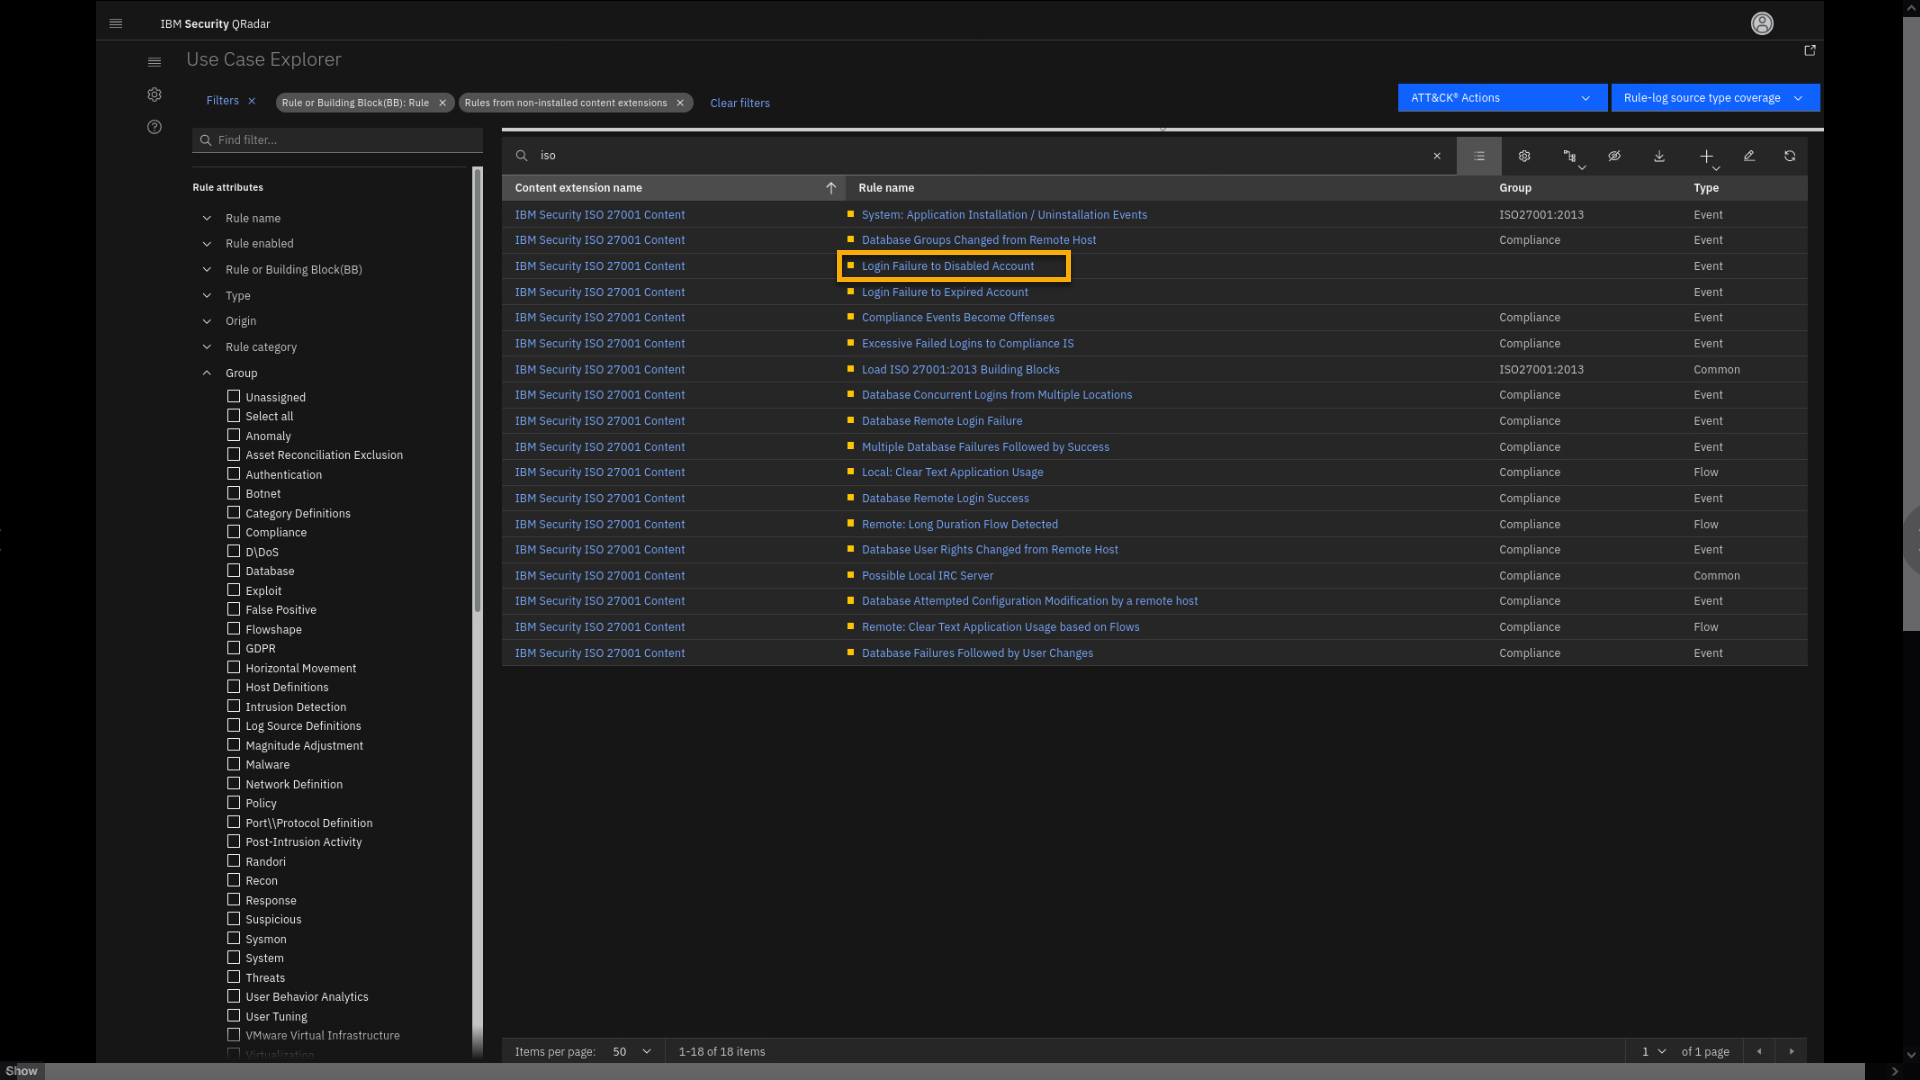 IBM Security QRadar
Use Case Explorer
Filters
Rule or Building Block(BB): Rule
Rules from non-installed content extensions
Clear filters
ATT&CK® Actions
Rule-log source type coverage
Find filter...
iso
Rule attributes
Rule name
Rule enabled
Rule or Building Block(BB)
Type
Origin
Rule category
Group
Unassigned
Select all
Anomaly
Asset Reconciliation Exclusion
Authentication
Botnet
Category Definitions
Compliance
D\DoS
Database
Exploit
False Positive
Flowshape
GDPR
Horizontal Movement
Host Definitions
Intrusion Detection
Log Source Definitions
Magnitude Adjustment
Malware
Network Definition
Policy
Port\\Protocol Definition
Post-Intrusion Activity
Randori
Recon
Response
Suspicious
Sysmon
System
Threats
User Behavior Analytics
User Tuning
VMware Virtual Infrastructure
Virtualization
Content extension name Rule name Group Type
IBM Security ISO 27001 Content System: Application Installation / Uninstallation Events ISO27001:2013 Event
IBM Security ISO 27001 Content Database Groups Changed from Remote Host Compliance Event
IBM Security ISO 27001 Content Login Failure to Disabled Account Event
IBM Security ISO 27001 Content Login Failure to Expired Account Event
IBM Security ISO 27001 Content Compliance Events Become Offenses Compliance Event
IBM Security ISO 27001 Content Excessive Failed Logins to Compliance IS Compliance Event
IBM Security ISO 27001 Content Load ISO 27001:2013 Building Blocks ISO27001:2013 Common
IBM Security ISO 27001 Content Database Concurrent Logins from Multiple Locations Compliance Event
IBM Security ISO 27001 Content Database Remote Login Failure Compliance Event
IBM Security ISO 27001 Content Multiple Database Failures Followed by Success Compliance Event
IBM Security ISO 27001 Content Local: Clear Text Application Usage Compliance Flow
IBM Security ISO 27001 Content Database Remote Login Success Compliance Event
IBM Security ISO 27001 Content Remote: Long Duration Flow Detected Compliance Flow
IBM Security ISO 27001 Content Database User Rights Changed from Remote Host Compliance Event
IBM Security ISO 27001 Content Possible Local IRC Server Compliance Common
IBM Security ISO 27001 Content Database Attempted Configuration Modification by a remote host Compliance Event
IBM Security ISO 27001 Content Remote: Clear Text Application Usage based on Flows Compliance Flow
IBM Security ISO 27001 Content Database Failures Followed by User Changes Compliance Event
Items per page: 50 1-18 of 18 items 1 of 1 page
Show